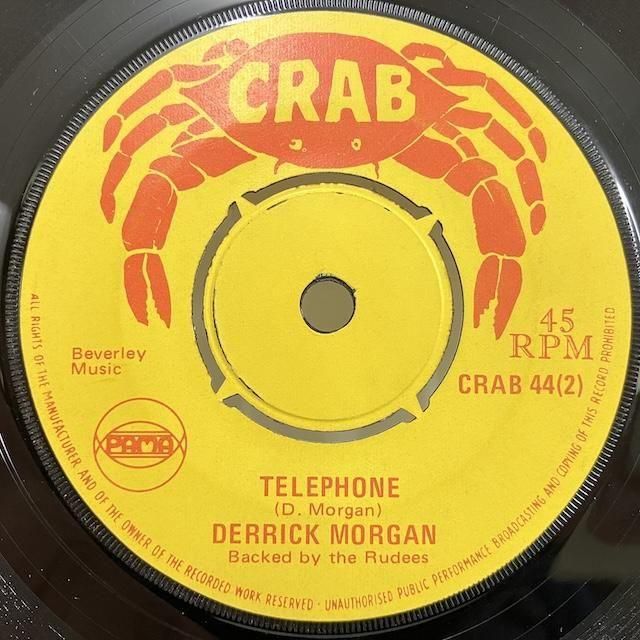 CRAB
45
RPM
CRAB 44(2)
Beverley
Music
PAMA
TELEPHONE
(D. Morgan)
DERRICK MORGAN
Backed by the Rudees
ALL RIGHTS OF THE MANUFACTURER AND OF THE OWNER OF THE RECORDED WORK RESERVED · UNAUTHORISED PUBLIC PERFORMANCE BROADCASTING AND COPYING OF THIS RECORD PROHIBITED